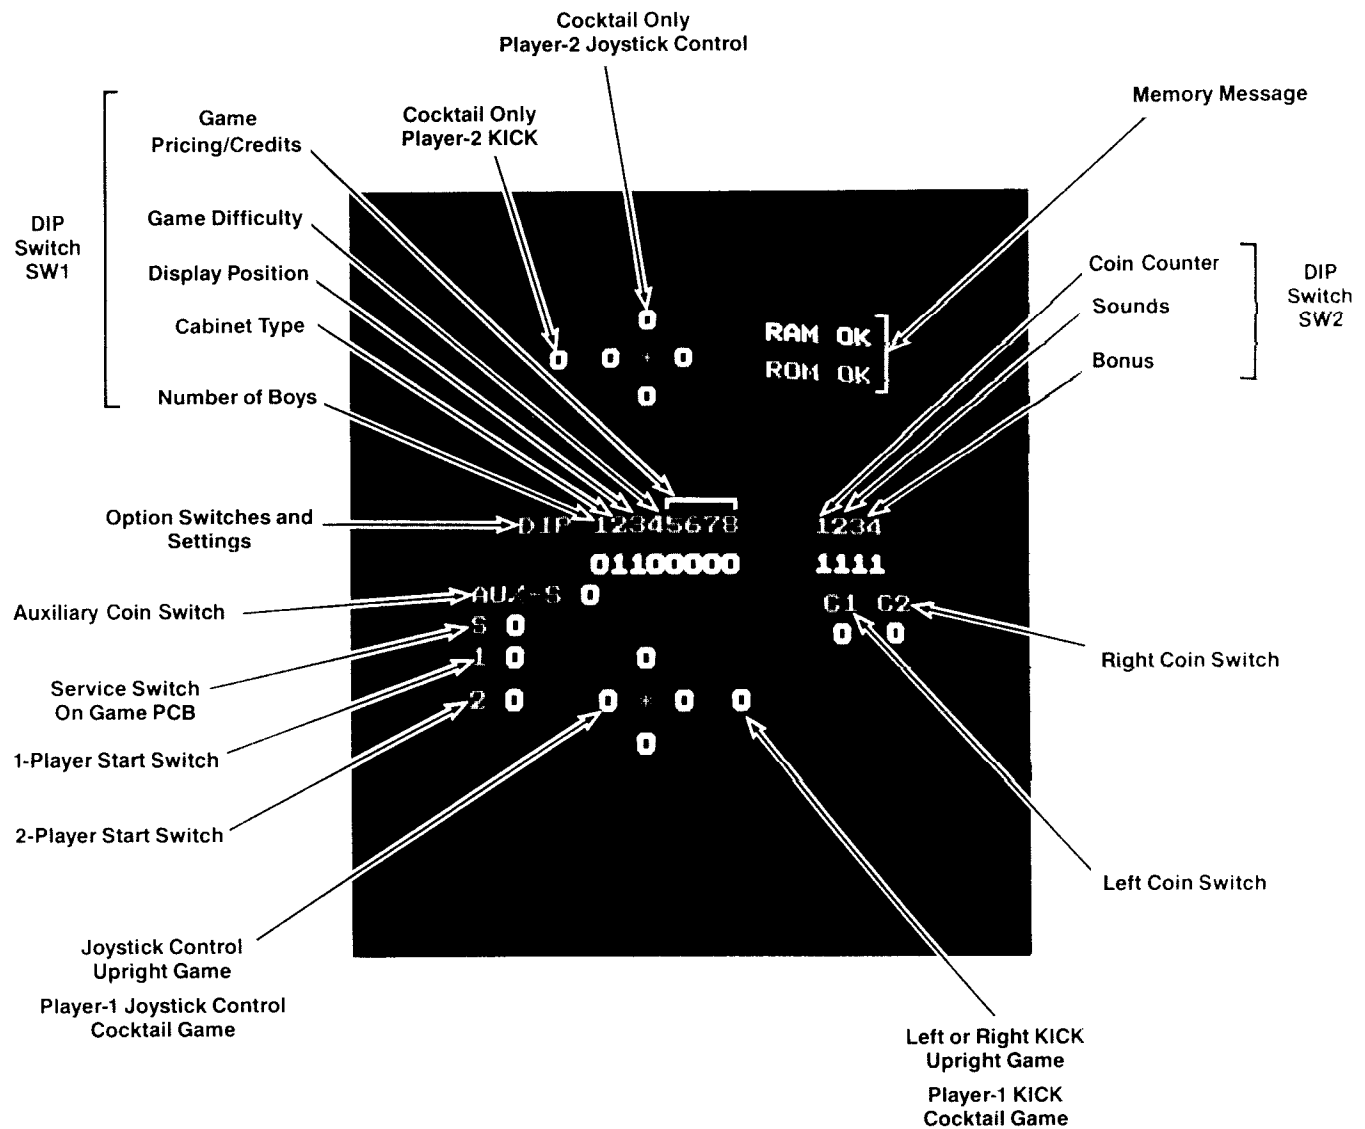 Cocktail Only
Player-2 Joystick Control
Memory Message
Game
Pricing/Credits
Cocktail Only
Player-2 KICK
DIP
Switch
SW1
Game Difficulty
Display Position
Cabinet Type
Number of Boys
Coin Counter
Sounds
Bonus
DIP
Switch
SW2
0
0 0 + 0
0
RAM OK
ROM OK
Option Switches and
Settings
DIP 12345678 1234
01100000 1111
Auxiliary Coin Switch
AUX-S 0
C1 C2
0 0
S 0
1 0
2 0
0
0 + 0 0
0
Service Switch
On Game PCB
1-Player Start Switch
2-Player Start Switch
Right Coin Switch
Left Coin Switch
Joystick Control
Upright Game
Player-1 Joystick Control
Cocktail Game
Left or Right KICK
Upright Game
Player-1 KICK
Cocktail Game